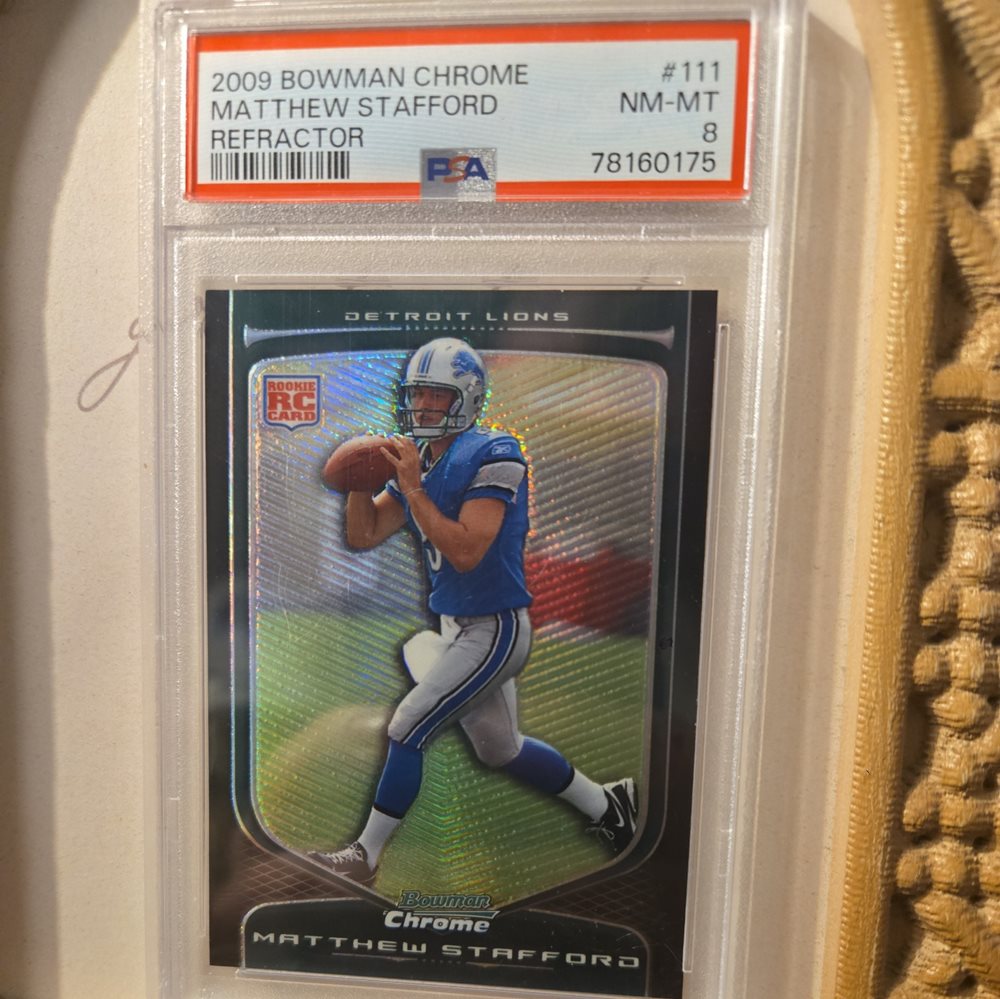 2009 BOWMAN CHROME #111
MATTHEW STAFFORD NM-MT
REFRACTOR 8
PSA 78160175
DETROIT LIONS
ROOKIE
RC
CARD
Bowman
Chrome
MATTHEW STAFFORD